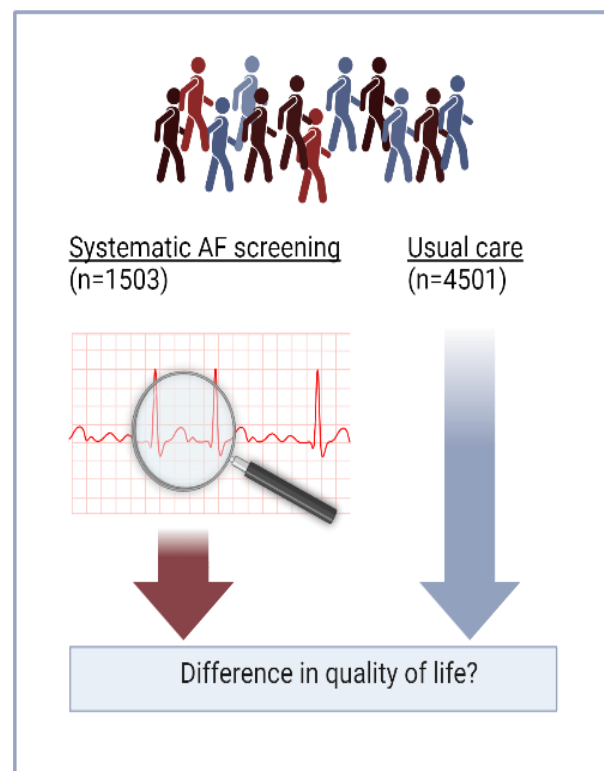 Systematic AF screening
(n=1503)
Usual care
(n=4501)
Difference in quality of life?